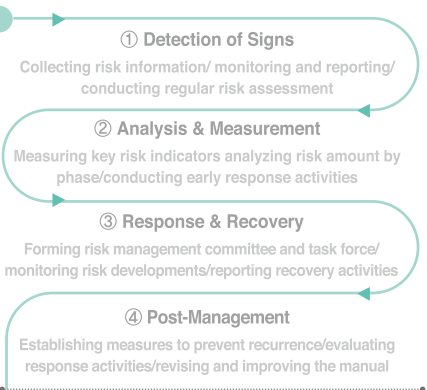 ① Detection of Signs
Collecting risk information/ monitoring and reporting/
conducting regular risk assessment
② Analysis & Measurement
Measuring key risk indicators analyzing risk amount by
phase/conducting early response activities
③ Response & Recovery
Forming risk management committee and task force/
monitoring risk developments/reporting recovery activities
④ Post-Management
Establishing measures to prevent recurrence/evaluating
response activities/revising and improving the manual